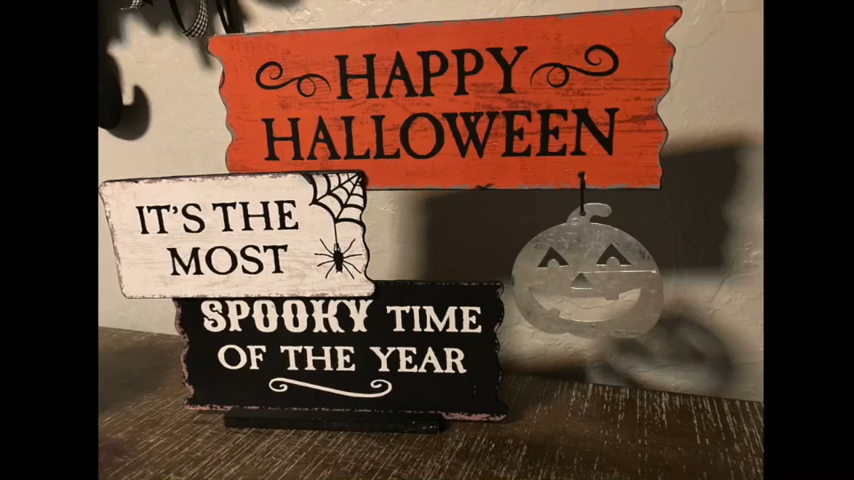 HAPPY
HALLOWEEN
IT'S THE
MOST
SPOOKY TIME
OF THE YEAR